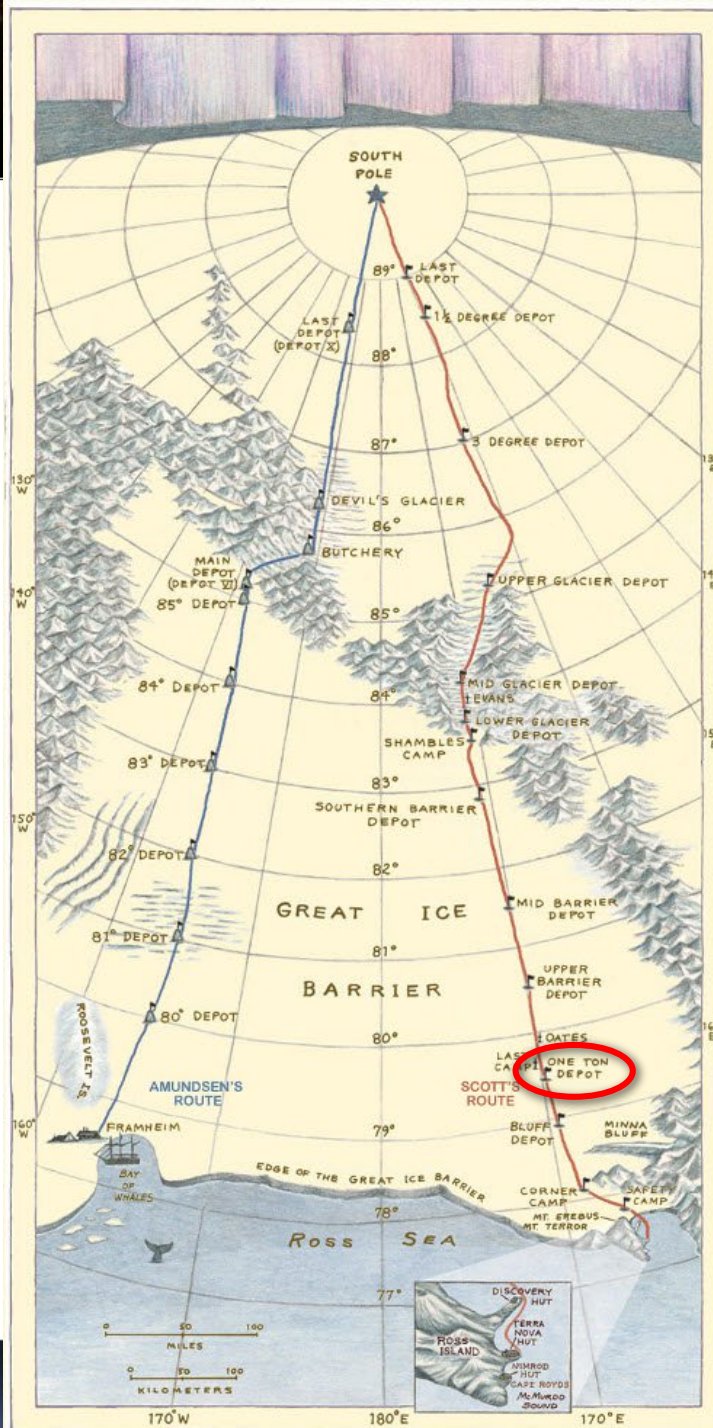 SOUTH
POLE
89°
LAST
DEPOT
LAST
DEPOT
(DEPOT X)
1½ DEGREE DEPOT
88°
3 DEGREE DEPOT
87°
130°
W
DEVIL'S GLACIER
86°
BUTCHERY
MAIN
DEPOT
(DEPOT VI)
UPPER GLACIER DEPOT
140°
W
85° DEPOT
85°
84° DEPOT
84°
MID GLACIER DEPOT
EVANS
LOWER GLACIER
DEPOT
SHAMBLES
CAMP
83° DEPOT
83°
SOUTHERN BARRIER
DEPOT
150°
W
82° DEPOT
82°
GREAT ICE
BARRIER
MID BARRIER
DEPOT
81° DEPOT
81°
UPPER
BARRIER
DEPOT
80° DEPOT
80°
ROOSEVELT IS.
OATES
LAST
CAMP
ONE TON
DEPOT
AMUNDSEN'S
ROUTE
SCOTT'S
ROUTE
160°
W
FRAMHEIM
79°
BLUFF
DEPOT
MINNA
BLUFF
BAY
OF
WHALES
EDGE OF THE GREAT ICE BARRIER
CORNER
CAMP
SAFETY
CAMP
78°
MT. EREBUS
MT. TERROR
ROSS SEA
77°
DISCOVERY
HUT
TERRA
NOVA
HUT
ROSS
ISLAND
NIMROD
HUT
CAPE ROYDS
McMURDO
SOUND
0 100
MILES
0 100
KILOMETERS
170°W
180°
170°E